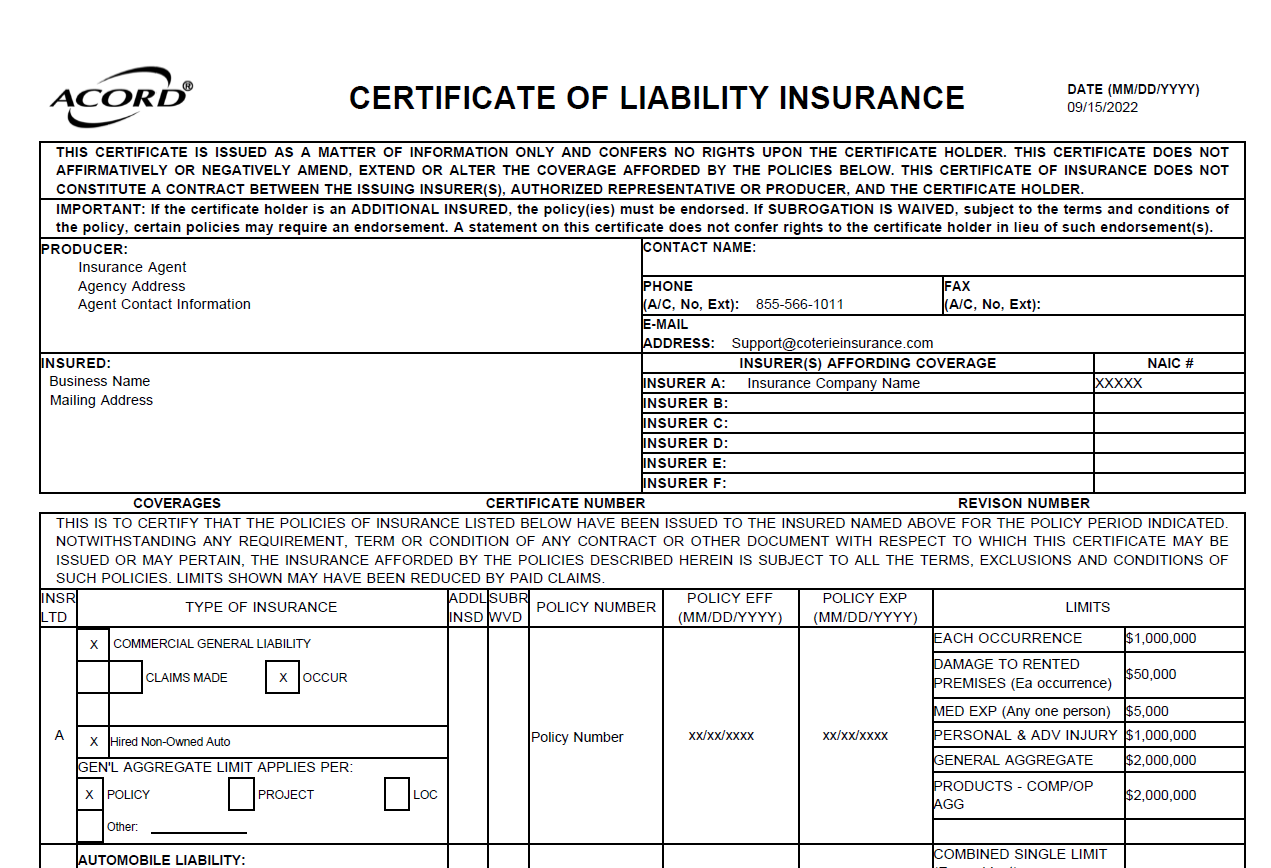 ACORD®
CERTIFICATE OF LIABILITY INSURANCE
DATE (MM/DD/YYYY)
09/15/2022
THIS CERTIFICATE IS ISSUED AS A MATTER OF INFORMATION ONLY AND CONFERS NO RIGHTS UPON THE CERTIFICATE HOLDER. THIS CERTIFICATE DOES NOT
AFFIRMATIVELY OR NEGATIVELY AMEND, EXTEND OR ALTER THE COVERAGE AFFORDED BY THE POLICIES BELOW. THIS CERTIFICATE OF INSURANCE DOES NOT
CONSTITUTE A CONTRACT BETWEEN THE ISSUING INSURER(S), AUTHORIZED REPRESENTATIVE OR PRODUCER, AND THE CERTIFICATE HOLDER.
IMPORTANT: If the certificate holder is an ADDITIONAL INSURED, the policy(ies) must be endorsed. If SUBROGATION IS WAIVED, subject to the terms and conditions of
the policy, certain policies may require an endorsement. A statement on this certificate does not confer rights to the certificate holder in lieu of such endorsement(s).
PRODUCER:
Insurance Agent
Agency Address
Agent Contact Information
CONTACT NAME:
PHONE
(A/C, No, Ext): 855-566-1011
FAX
(A/C, No, Ext):
E-MAIL
ADDRESS: Support@coterieinsurance.com
INSURED:
Business Name
Mailing Address
INSURER(S) AFFORDING COVERAGE NAIC #
INSURER A: Insurance Company Name XXXXX
INSURER B:
INSURER C:
INSURER D:
INSURER E:
INSURER F:
COVERAGES CERTIFICATE NUMBER REVISON NUMBER
THIS IS TO CERTIFY THAT THE POLICIES OF INSURANCE LISTED BELOW HAVE BEEN ISSUED TO THE INSURED NAMED ABOVE FOR THE POLICY PERIOD INDICATED.
NOTWITHSTANDING ANY REQUIREMENT, TERM OR CONDITION OF ANY CONTRACT OR OTHER DOCUMENT WITH RESPECT TO WHICH THIS CERTIFICATE MAY BE
ISSUED OR MAY PERTAIN, THE INSURANCE AFFORDED BY THE POLICIES DESCRIBED HEREIN IS SUBJECT TO ALL THE TERMS, EXCLUSIONS AND CONDITIONS OF
SUCH POLICIES. LIMITS SHOWN MAY HAVE BEEN REDUCED BY PAID CLAIMS.
INSR
LTD
TYPE OF INSURANCE
ADDL
INSD
SUBR
WVD
POLICY NUMBER
POLICY EFF
(MM/DD/YYYY)
POLICY EXP
(MM/DD/YYYY)
LIMITS
A
X COMMERCIAL GENERAL LIABILITY
CLAIMS MADE X OCCUR
X Hired Non-Owned Auto
GEN'L AGGREGATE LIMIT APPLIES PER:
X POLICY PROJECT LOC
Other:
Policy Number
xx/xx/xxxx
xx/xx/xxxx
EACH OCCURRENCE $1,000,000
DAMAGE TO RENTED
PREMISES (Ea occurrence) $50,000
MED EXP (Any one person) $5,000
PERSONAL & ADV INJURY $1,000,000
GENERAL AGGREGATE $2,000,000
PRODUCTS - COMP/OP
AGG $2,000,000
AUTOMOBILE LIABILITY:
COMBINED SINGLE LIMIT